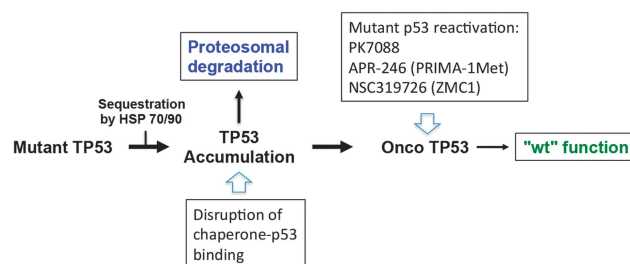 Mutant p53 reactivation:
PK7088
APR-246 (PRIMA-1Met)
NSC319726 (ZMC1)
Proteosomal
degradation
Sequestration
by HSP 70/90
Mutant TP53
TP53
Accumulation
Onco TP53
"wt" function
Disruption of
chaperone-p53
binding